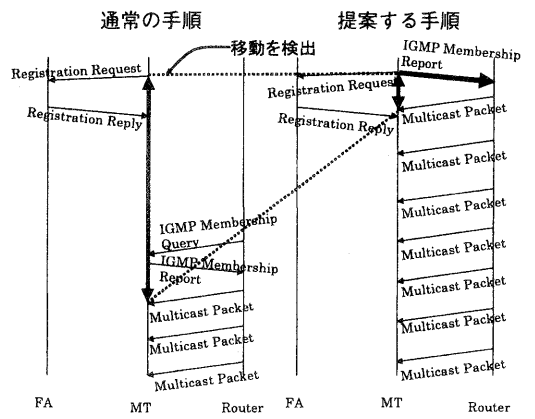 通常の手順
提案する手順
移動を検出
IGMP Membership
Report
Registration Request
Registration Reply
IGMP Membership
Query
IGMP Membership
Report
Multicast Packet
Multicast Packet
Multicast Packet
FA
MT
Router
Registration Request
Registration Reply
Multicast Packet
Multicast Packet
Multicast Packet
Multicast Packet
Multicast Packet
Multicast Packet
Multicast Packet
FA
MT
Router